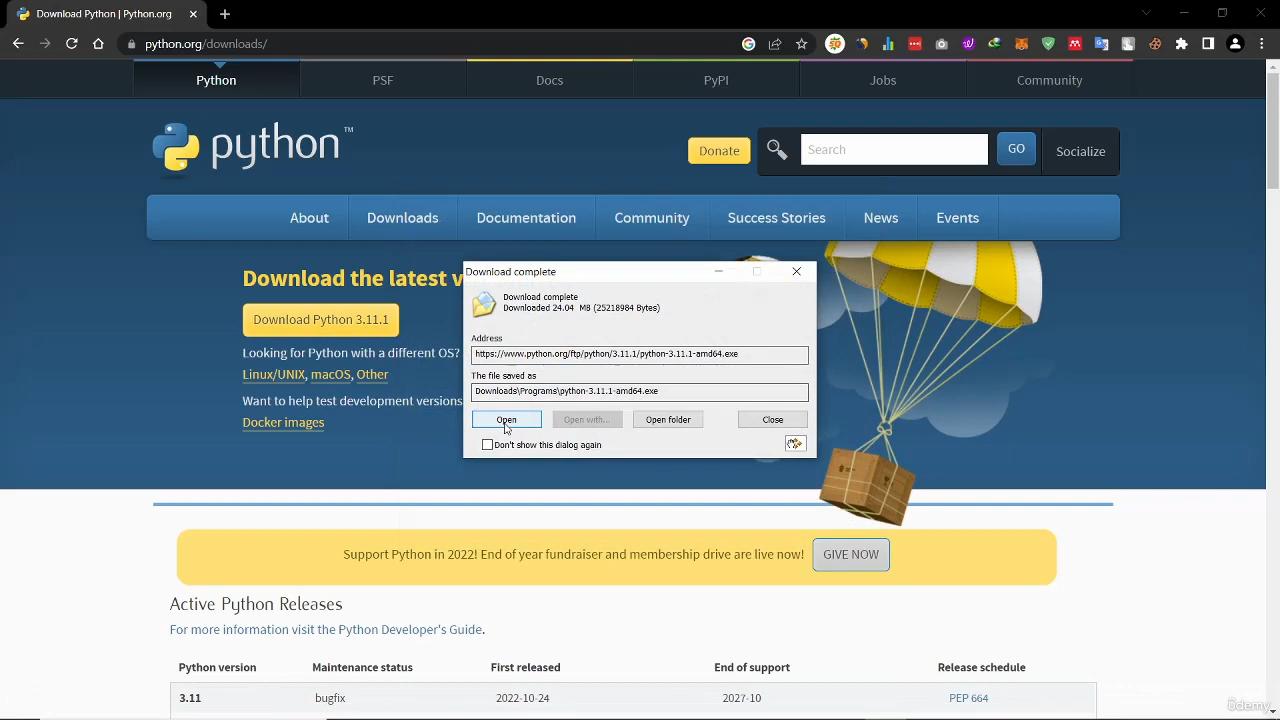 Download Python | Python.org
python.org/downloads/
Python
PSF
Docs
PyPI
Jobs
Community
python™
Donate
Search
GO
Socialize
About
Downloads
Documentation
Community
Success Stories
News
Events
Download the latest v
Download Python 3.11.1
Looking for Python with a different OS?
Linux/UNIX, macOS, Other
Want to help test development versions
Docker images
Download complete
Download complete
Downloaded 24.04 MB (25218984 Bytes)
Address
https://www.python.org/ftp/python/3.11.1/python-3.11.1-amd64.exe
The file saved as
Downloads\Programs\python-3.11.1-amd64.exe
Open
Open with...
Open folder
Close
Don't show this dialog again
Support Python in 2022! End of year fundraiser and membership drive are live now!
GIVE NOW
Active Python Releases
For more information visit the Python Developer's Guide.
Python version
Maintenance status
First released
End of support
Release schedule
3.11
bugfix
2022-10-24
2027-10
PEP 664
ûdemy